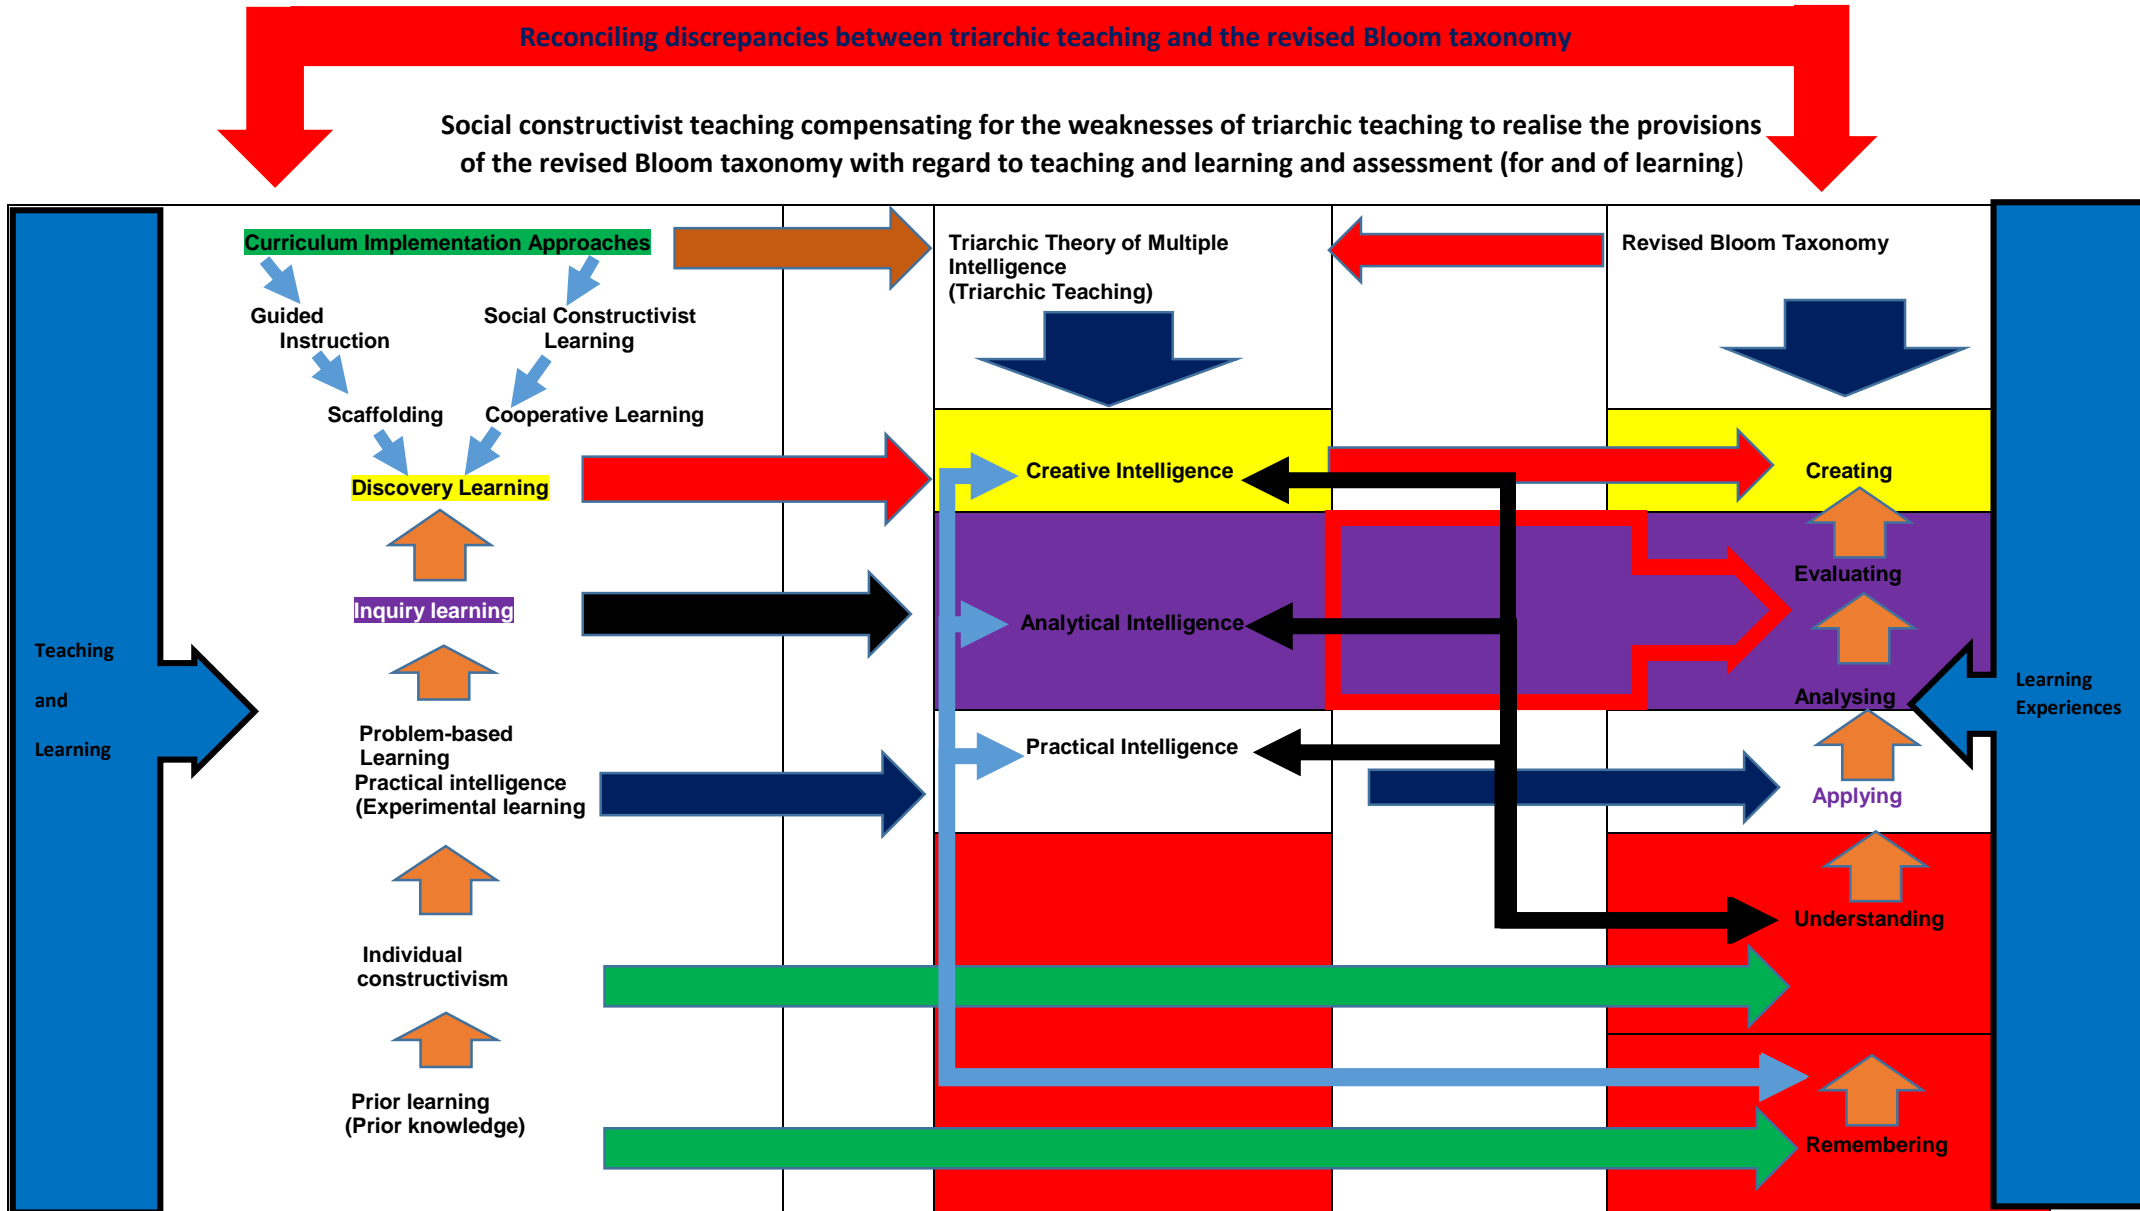 Reconciling discrepancies between triarchic teaching and the revised Bloom taxonomy
Social constructivist teaching compensating for the weaknesses of triarchic teaching to realise the provisions
of the revised Bloom taxonomy with regard to teaching and learning and assessment (for and of learning)
Teaching
and
Learning
Curriculum Implementation Approaches
Guided
Instruction
Social Constructivist
Learning
Scaffolding
Cooperative Learning
Discovery Learning
Inquiry learning
Problem-based
Learning
Practical intelligence
(Experimental learning
Individual
constructivism
Prior learning
(Prior knowledge)
Triarchic Theory of Multiple
Intelligence
(Triarchic Teaching)
Creative Intelligence
Analytical Intelligence
Practical Intelligence
Revised Bloom Taxonomy
Creating
Evaluating
Analysing
Applying
Understanding
Remembering
Learning
Experiences